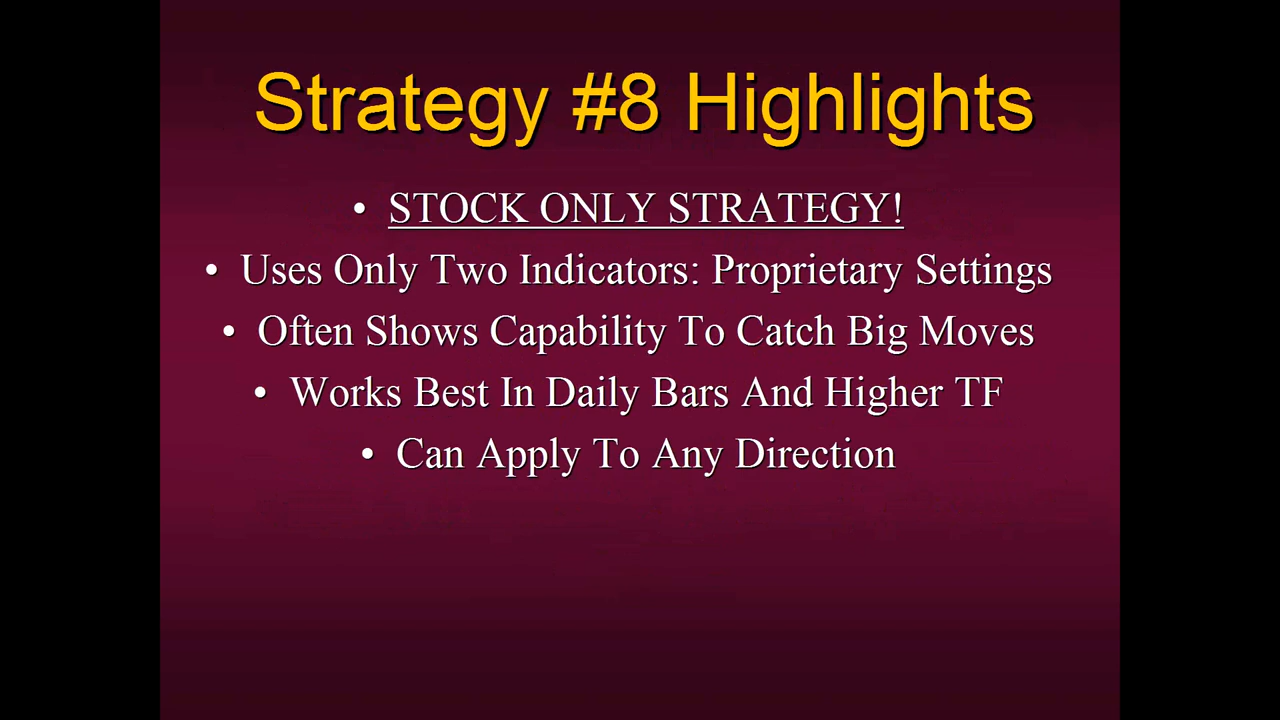 Strategy #8 Highlights
• STOCK ONLY STRATEGY!
• Uses Only Two Indicators: Proprietary Settings
• Often Shows Capability To Catch Big Moves
• Works Best In Daily Bars And Higher TF
• Can Apply To Any Direction